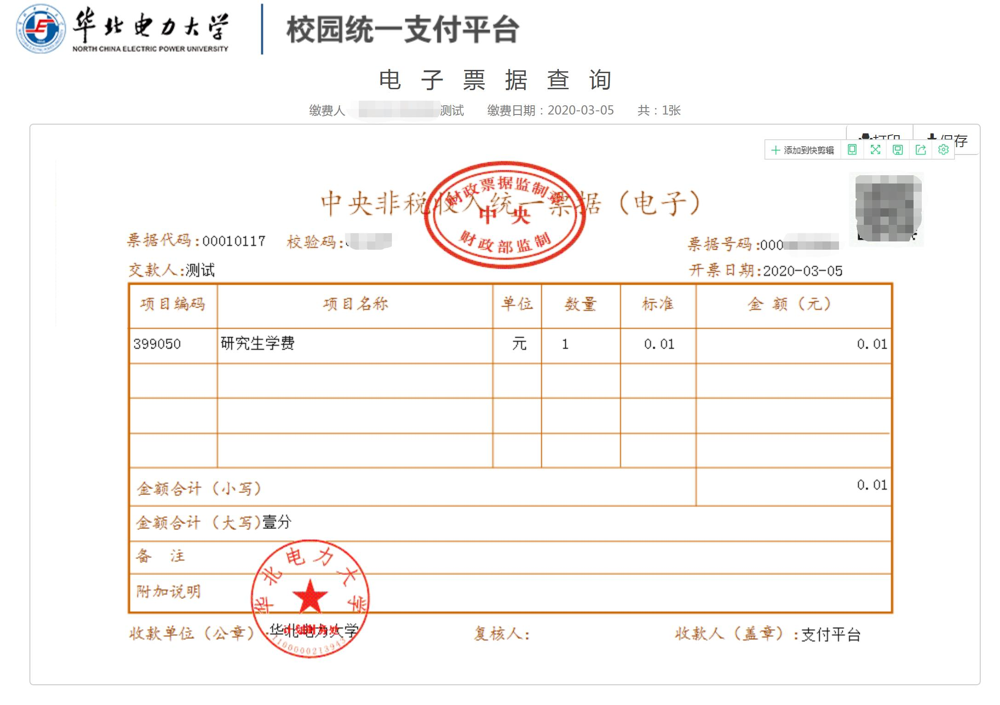 华北电力大学 校园统一支付平台
NORTH CHINA ELECTRIC POWER UNIVERSITY
电子票据查询
缴费人 测试 缴费日期：2020-03-05 共：1张
打印 保存
添加到快剪辑
财政票据监制章
中央
财政部监制
中央非税收入统一票据（电子）
票据代码:00010117 校验码: 票据号码:000
交款人:测试 开票日期:2020-03-05
项目编码 项目名称 单位 数量 标准 金 额（元）
399050 研究生学费 元 1 0.01 0.01
金额合计（小写） 0.01
金额合计（大写）壹分
备 注
附加说明
华北电力大学
收款单位（公章）:华北电力大学 复核人: 收款人（盖章）:支付平台
1100000213943